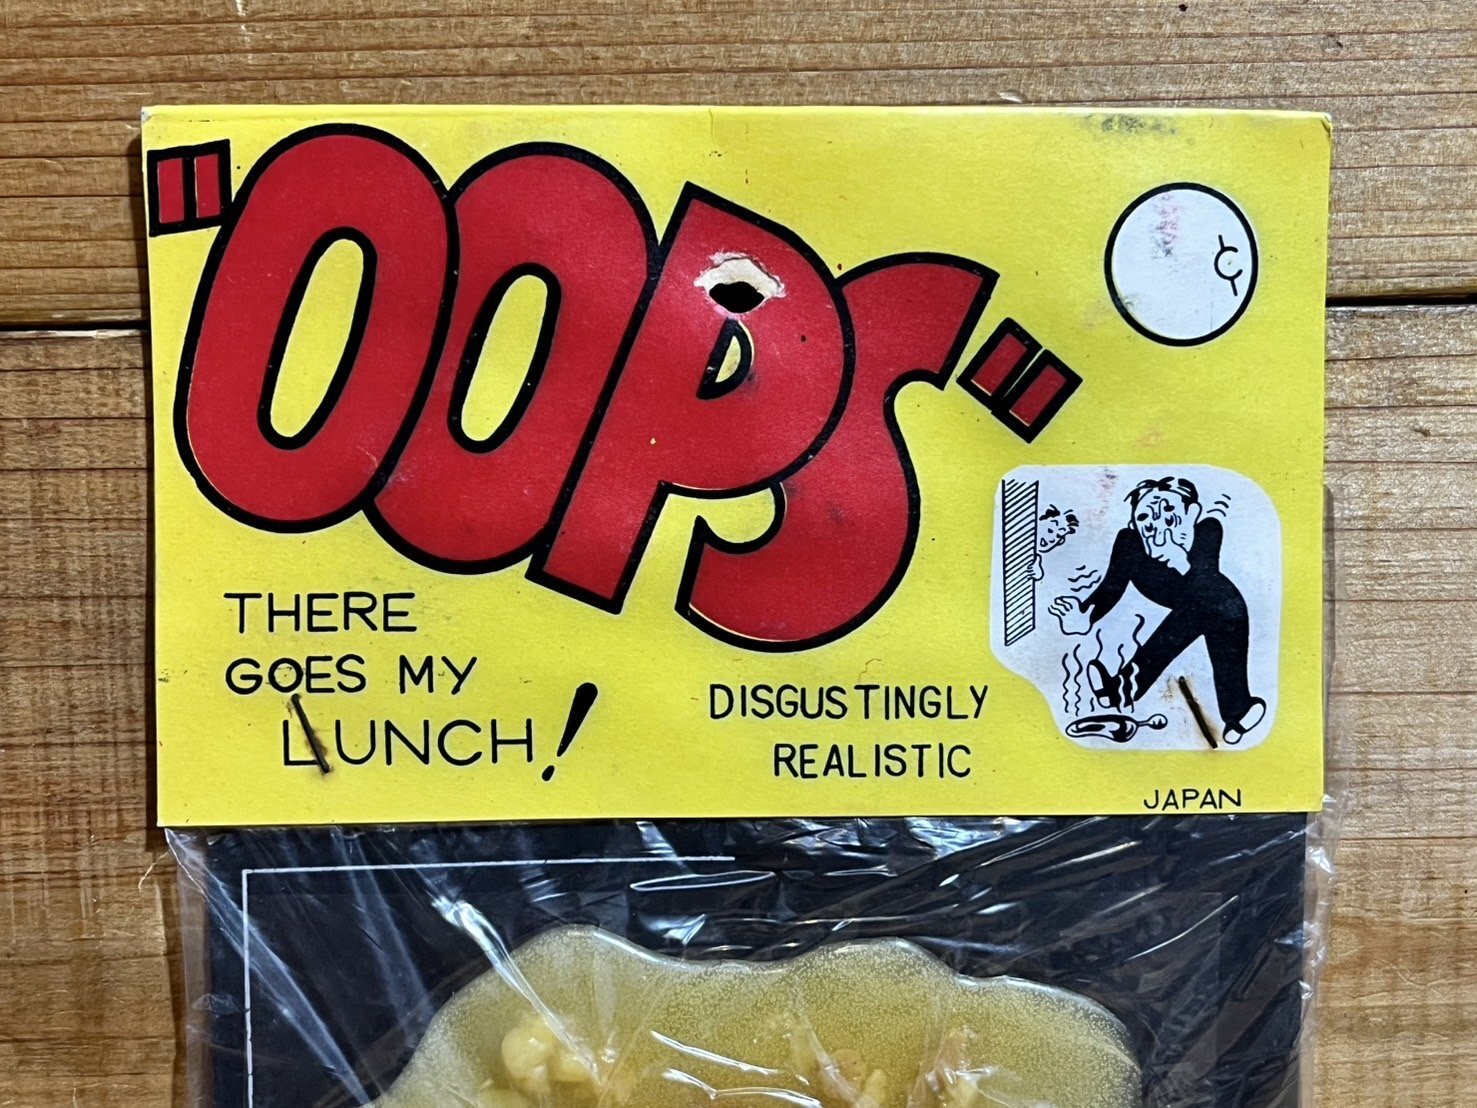 "OOPS"
THERE
GOES MY
LUNCH!
DISGUSTINGLY
REALISTIC
JAPAN